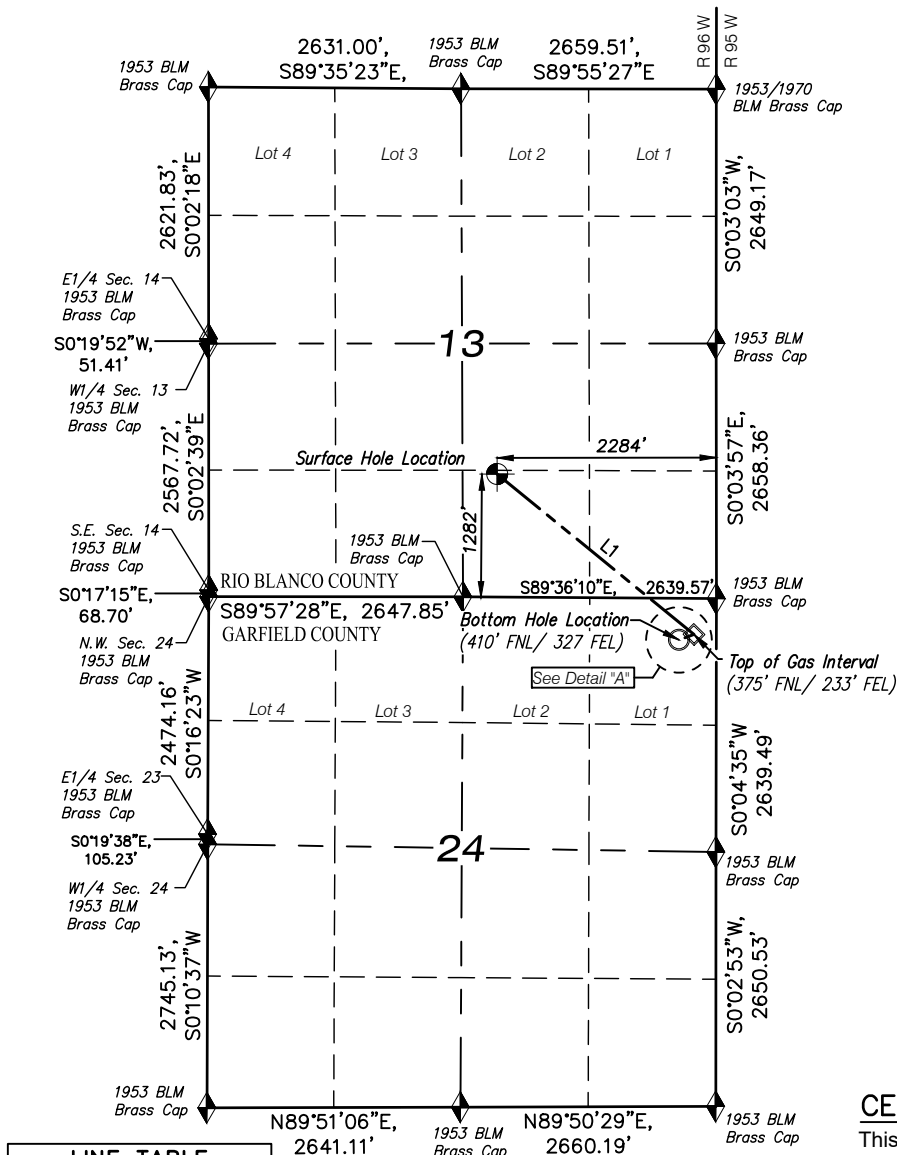 R 96 W
R 95 W
2631.00',
S89°35'23"E,
1953 BLM
Brass Cap
2659.51',
S89°55'27"E
1953 BLM
Brass Cap
1953/1970
BLM Brass Cap
Lot 4
Lot 3
Lot 2
Lot 1
2621.83',
S0°02'18"E
S0°03'03"W,
2649.17'
E1/4 Sec. 14
1953 BLM
Brass Cap
S0°19'52"W,
51.41'
W1/4 Sec. 13
1953 BLM
Brass Cap
13
1953 BLM
Brass Cap
2567.72',
S0°02'39"E
Surface Hole Location
2284'
1282'
L1
S0°03'57"E,
2658.36'
S.E. Sec. 14
1953 BLM
Brass Cap
S0°17'15"E,
68.70'
N.W. Sec. 24
1953 BLM
Brass Cap
RIO BLANCO COUNTY
1953 BLM
Brass Cap
S89°36'10"E, 2639.57'
1953 BLM
Brass Cap
S89°57'28"E, 2647.85'
GARFIELD COUNTY
Bottom Hole Location
(410' FNL/ 327 FEL)
See Detail "A"
Top of Gas Interval
(375' FNL/ 233' FEL)
Lot 4
Lot 3
Lot 2
Lot 1
2474.16'
S0°16'23"W
S0°04'35"W
2639.49'
E1/4 Sec. 23
1953 BLM
Brass Cap
S0°19'38"E,
105.23'
W1/4 Sec. 24
1953 BLM
Brass Cap
24
1953 BLM
Brass Cap
2745.13',
S0°10'37"W
S0°02'53"W
2650.53'
1953 BLM
Brass Cap
N89°51'06"E,
2641.11'
1953 BLM
Brass Cap
N89°50'29"E,
2660.19'
1953 BLM
Brass Cap
CE
This
LINE TABLE